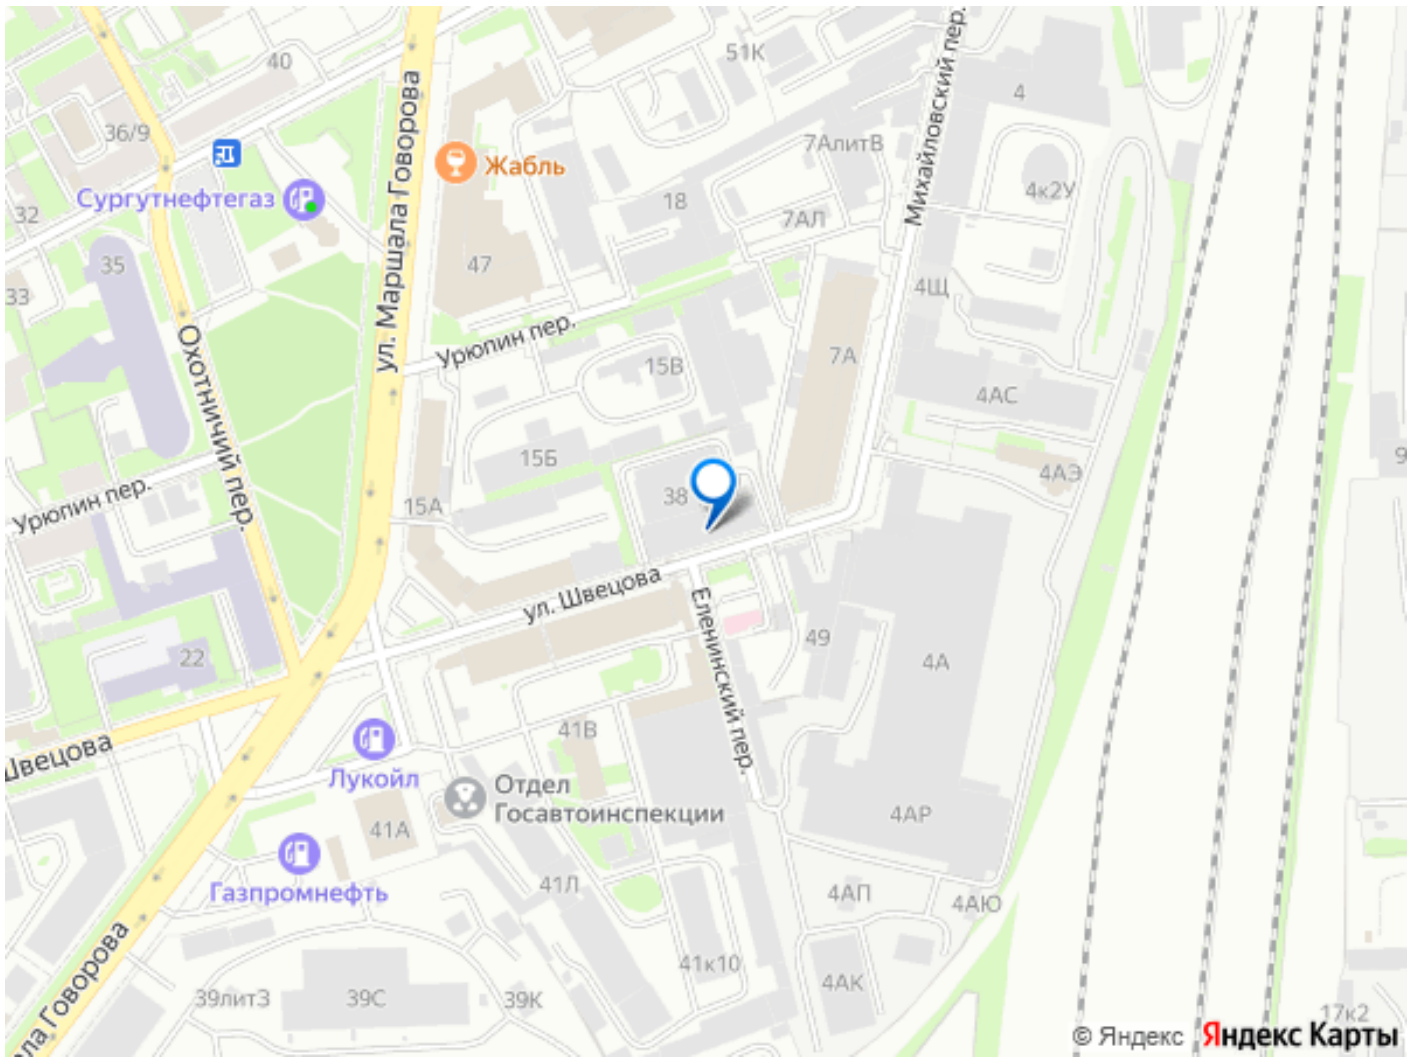 40
51К
Михайловский пер.
4
36/9
ул. Маршала Говорова
Жабль
7АлитВ
4к2У
Сургутнефтегаз
18
7АЛ
32
35
47
4Щ
33
Урюпин пер.
Охотничий пер.
15В
7А
4АС
15Б
4АЭ
9
Урюпин пер.
15А
38
ул. Швецова
Еленинский пер.
49
4А
22
41В
Швецова
Лукойл
Отдел
Госавтоинспекции
41А
4АР
Газпромнефть
41Л
4АП
4АЮ
ла Говорова
41к10
4АК
39лит3
39С
39К
17к2
© Яндекс Яндекс Карты